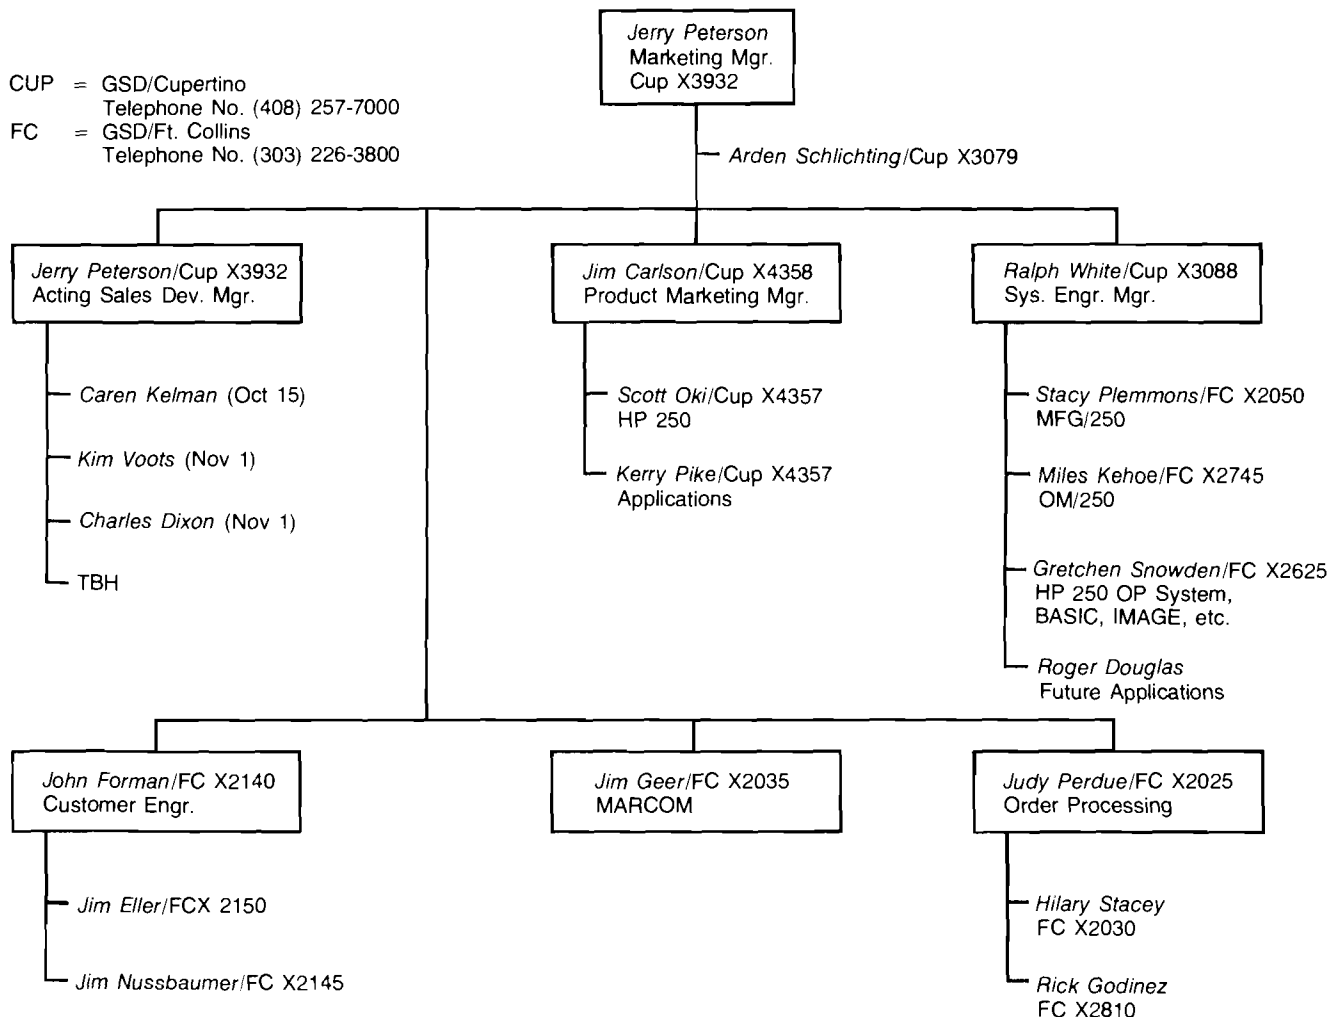 Jerry Peterson
Marketing Mgr.
Cup X3932
CUP = GSD/Cupertino
Telephone No. (408) 257-7000
FC = GSD/Ft. Collins
Telephone No. (303) 226-3800
Arden Schlichting/Cup X3079
Jerry Peterson/Cup X3932
Acting Sales Dev. Mgr.
Caren Kelman (Oct 15)
Kim Voots (Nov 1)
Charles Dixon (Nov 1)
TBH
Jim Carlson/Cup X4358
Product Marketing Mgr.
Scott Oki/Cup X4357
HP 250
Kerry Pike/Cup X4357
Applications
Ralph White/Cup X3088
Sys. Engr. Mgr.
Stacy Plemmons/FC X2050
MFG/250
Miles Kehoe/FC X2745
OM/250
Gretchen Snowden/FC X2625
HP 250 OP System,
BASIC, IMAGE, etc.
Roger Douglas
Future Applications
John Forman/FC X2140
Customer Engr.
Jim Eller/FCX 2150
Jim Nussbaumer/FC X2145
Jim Geer/FC X2035
MARCOM
Judy Perdue/FC X2025
Order Processing
Hilary Stacey
FC X2030
Rick Godinez
FC X2810